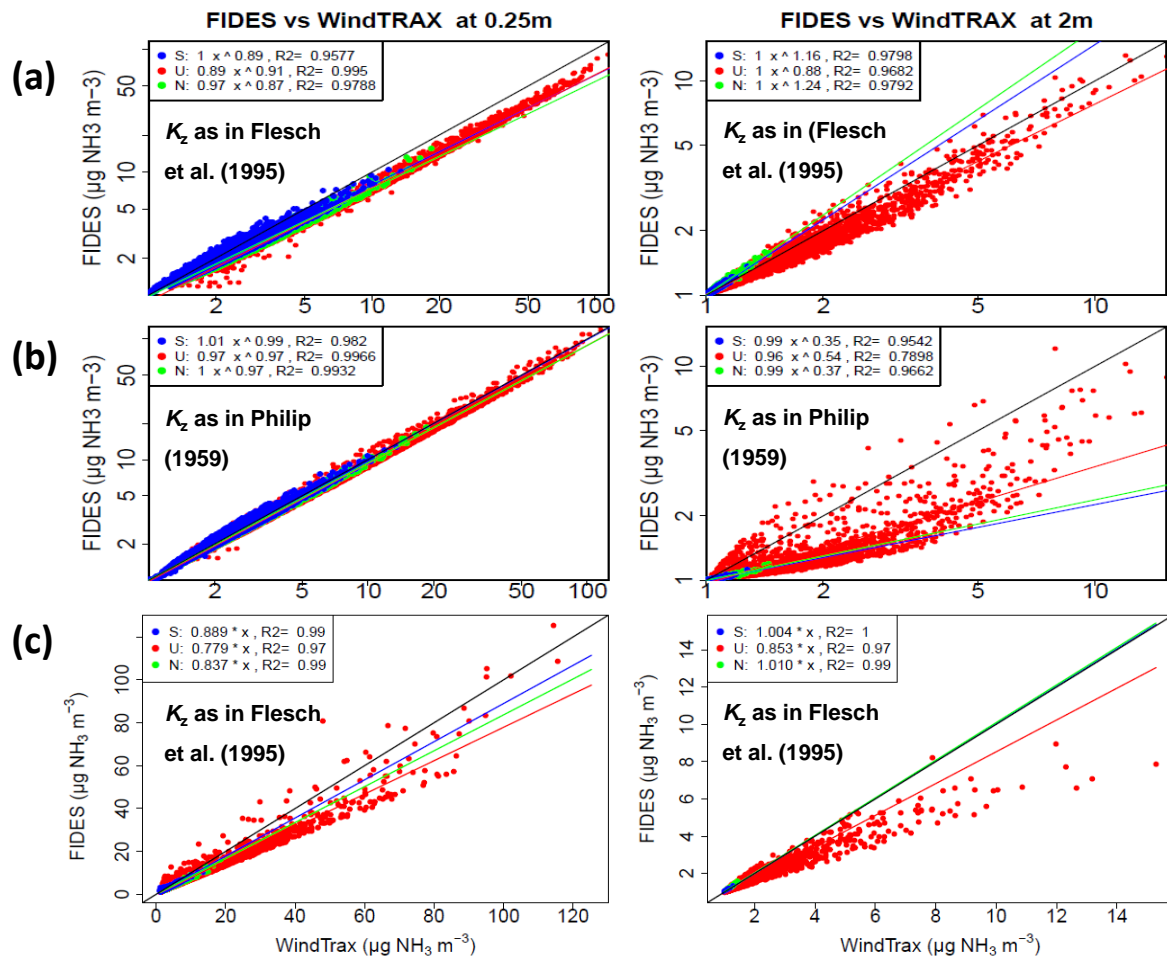 FIDES vs WindTRAX at 0.25m
FIDES vs WindTRAX at 2m
(a)
S: 1 x^0.89 , R2= 0.9577
U: 0.89 x^0.91 , R2= 0.995
N: 0.97 x^0.87 , R2= 0.9788
Kz as in Flesch
et al. (1995)
FIDES (µg NH3 m−3)
50
10
5
2
2 5 10 20 50 100
S: 1 x^1.16 , R2= 0.9798
U: 1 x^0.88 , R2= 0.9682
N: 1 x^1.24 , R2= 0.9792
Kz as in (Flesch
et al. (1995)
FIDES (µg NH3 m−3)
10
5
2
1
1 2 5 10
(b)
S: 1.01 x^0.99 , R2= 0.982
U: 0.97 x^0.97 , R2= 0.9966
N: 1 x^0.97 , R2= 0.9932
Kz as in Philip
(1959)
FIDES (µg NH3 m−3)
50
10
5
2
2 5 10 20 50 100
S: 0.99 x^0.35 , R2= 0.9542
U: 0.96 x^0.54 , R2= 0.7898
N: 0.99 x^0.37 , R2= 0.9662
Kz as in Philip
(1959)
FIDES (µg NH3 m−3)
10
5
2
1
1 2 5 10
(c)
S: 0.889 * x , R2= 0.99
U: 0.779 * x , R2= 0.97
N: 0.837 * x , R2= 0.99
Kz as in Flesch
et al. (1995)
FIDES (µg NH3 m−3)
100
80
60
40
20
0
0 20 40 60 80 100 120
WindTrax (µg NH3 m−3)
S: 1.004 * x , R2= 1
U: 0.853 * x , R2= 0.97
N: 1.010 * x , R2= 0.99
Kz as in Flesch
et al. (1995)
FIDES (µg NH3 m−3)
14
12
10
8
6
4
2
2 4 6 8 10 12 14
WindTrax (µg NH3 m−3)